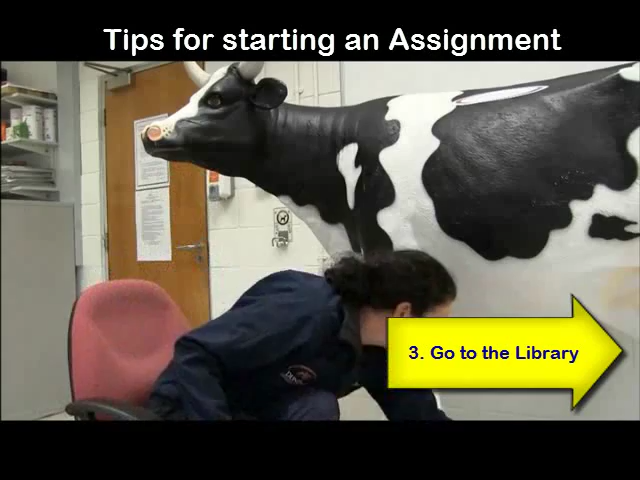 Tips for starting an Assignment
3. Go to the Library